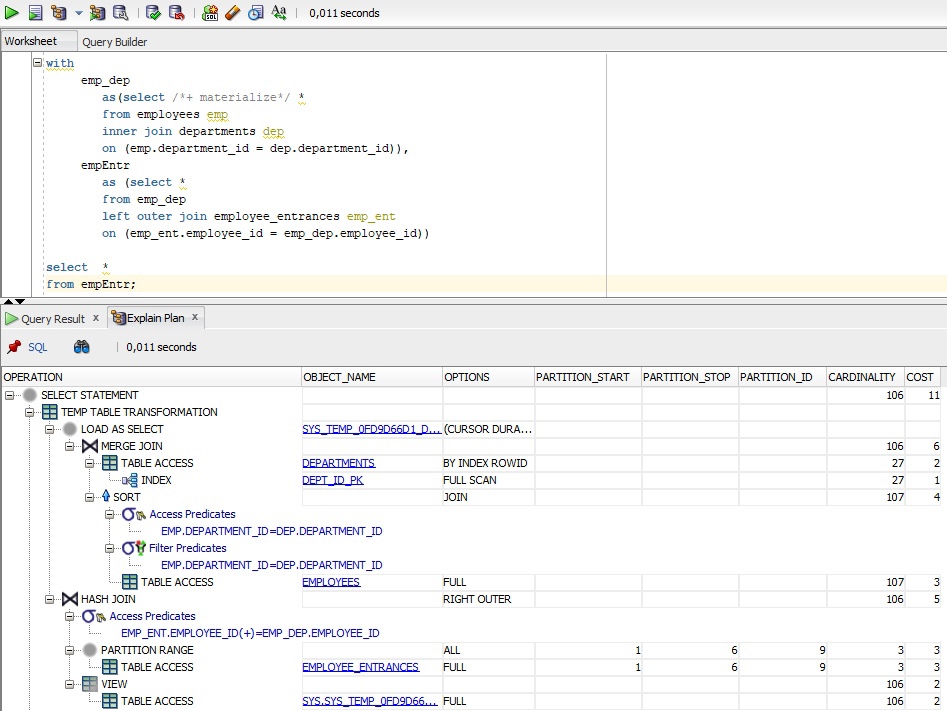 0,011 seconds
Worksheet Query Builder
with
emp_dep
as(select /*+ materialize*/ *
from employees emp
inner join departments dep
on (emp.department_id = dep.department_id)),
empEntr
as (select *
from emp_dep
left outer join employee_entrances emp_ent
on (emp_ent.employee_id = emp_dep.employee_id))
select *
from empEntr;
Query Result x Explain Plan x
SQL 0,011 seconds
OPERATION OBJECT_NAME OPTIONS PARTITION_START PARTITION_STOP PARTITION_ID CARDINALITY COST
SELECT STATEMENT 106 11
TEMP TABLE TRANSFORMATION
LOAD AS SELECT SYS_TEMP_0FD9D66D1_D... (CURSOR DURA...
MERGE JOIN 106 6
TABLE ACCESS DEPARTMENTS BY INDEX ROWID 27 2
INDEX DEPT_ID_PK FULL SCAN 27 1
SORT JOIN 107 4
Access Predicates
EMP.DEPARTMENT_ID=DEP.DEPARTMENT_ID
Filter Predicates
EMP.DEPARTMENT_ID=DEP.DEPARTMENT_ID
TABLE ACCESS EMPLOYEES FULL 107 3
HASH JOIN RIGHT OUTER 106 5
Access Predicates
EMP_ENT.EMPLOYEE_ID(+)=EMP_DEP.EMPLOYEE_ID
PARTITION RANGE ALL 1 6 9 3 3
TABLE ACCESS EMPLOYEE_ENTRANCES FULL 1 6 9 3 3
VIEW 106 2
TABLE ACCESS SYS.SYS_TEMP_0FD9D66... FULL 106 2